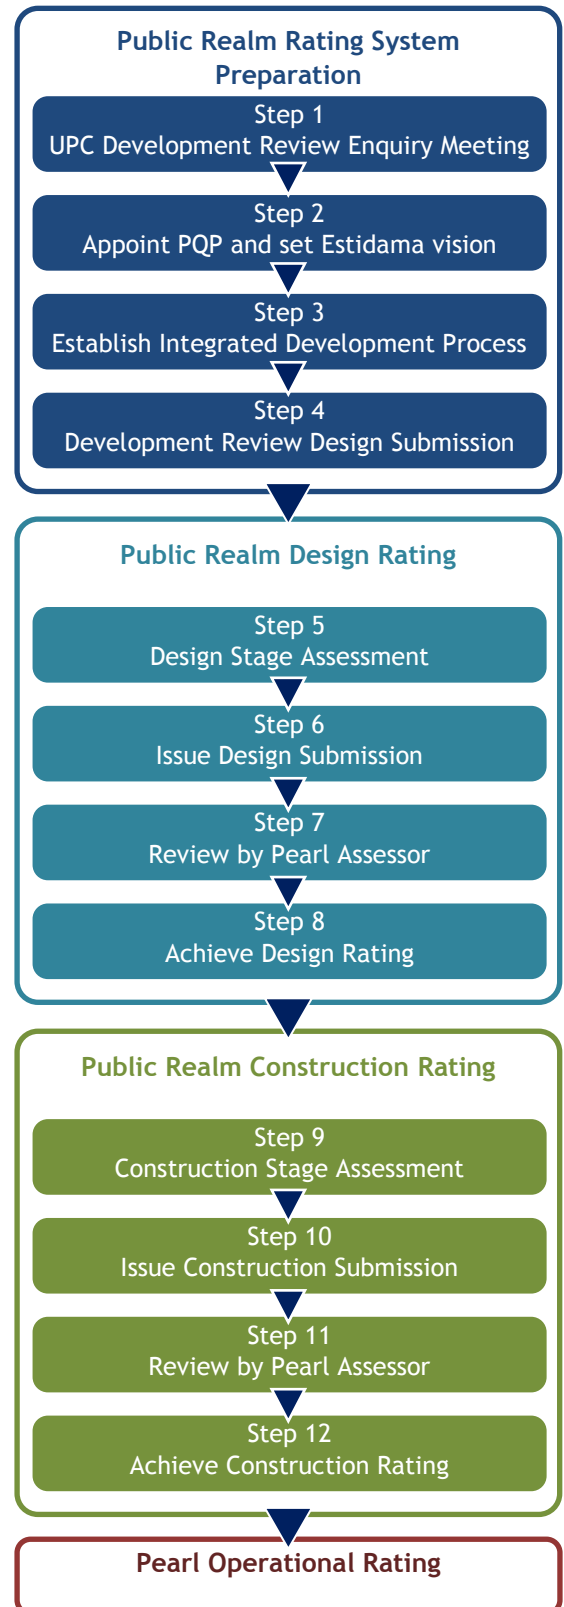 Public Realm Rating System
Preparation
Step 1
UPC Development Review Enquiry Meeting
Step 2
Appoint PQP and set Estidama vision
Step 3
Establish Integrated Development Process
Step 4
Development Review Design Submission
Public Realm Design Rating
Step 5
Design Stage Assessment
Step 6
Issue Design Submission
Step 7
Review by Pearl Assessor
Step 8
Achieve Design Rating
Public Realm Construction Rating
Step 9
Construction Stage Assessment
Step 10
Issue Construction Submission
Step 11
Review by Pearl Assessor
Step 12
Achieve Construction Rating
Pearl Operational Rating